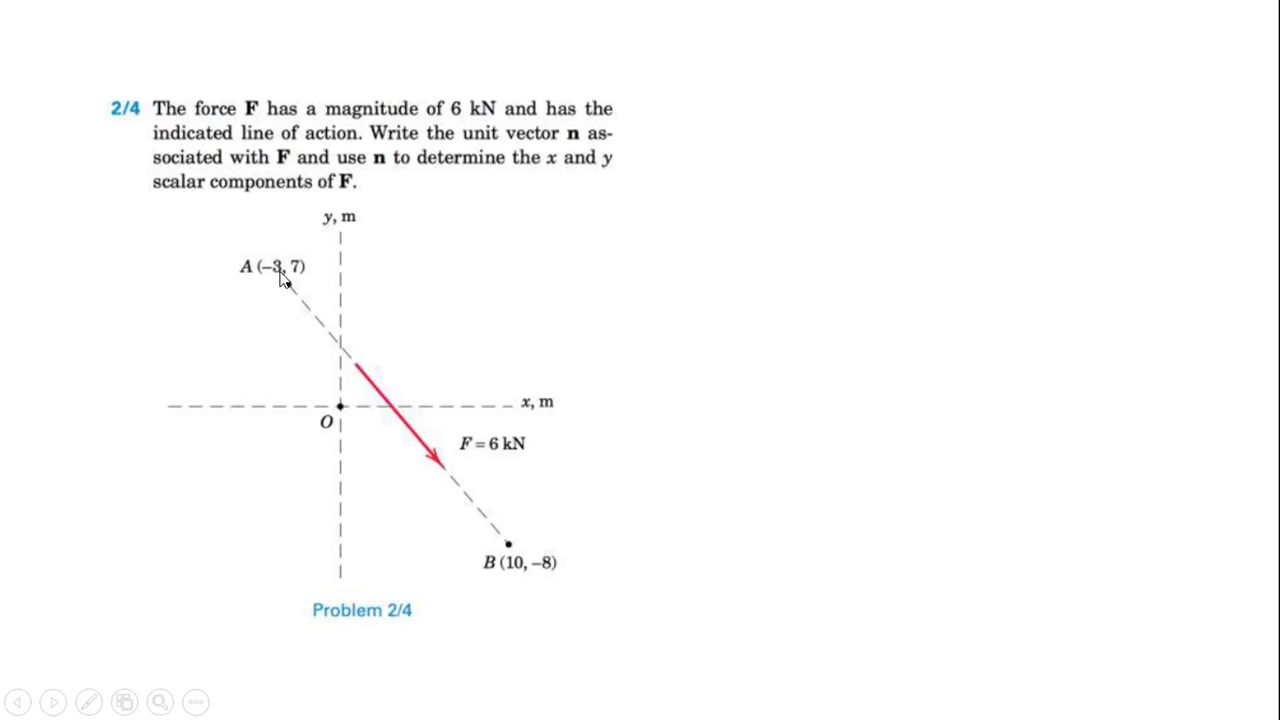 2/4 The force F has a magnitude of 6 kN and has the
indicated line of action. Write the unit vector n as-
sociated with F and use n to determine the x and y
scalar components of F.
y, m
A (–3, 7)
x, m
O
F = 6 kN
B (10, –8)
Problem 2/4